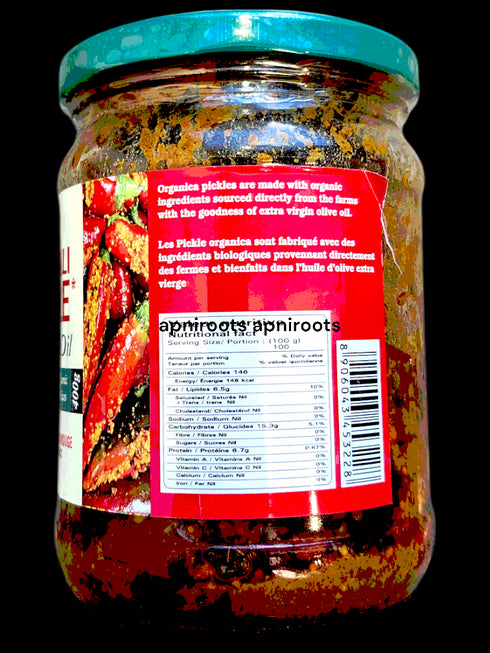 Organica pickles are made with organic
ingredients sourced directly from the farms
with the goodness of extra virgin olive oil.
Les Pickle organica sont fabriqué avec des
ingrédients biologiques provennant directement
des fermes et bienfaits dans l'huile d'olive extra
vierge
apniroots apniroots
Nutritional fact
Serving Size/ Portion : (100 g)
100
Amount per serving % Daily value
Teneur par portion %, valuer quotidienne
Calories / Calories 146
Energy/ Énergie 146 kcal
Fat / Lipides 6.5g 10%
Saturated / Saturés Nil 0%
+ Trans / trans Nil
Cholestrol/ Cholestérol Nil 0%
Sodium / Sodium Nil 0%
Carbohydrate / Glucides 15.3g 5.1%
Fibre / Fibres Nil 0%
Sugars / Sucres Nil 0%
Protein / Protéine 6.7g 0.67%
Vitamin A / Vitamine A Nil 0%
Vitamin C / Vitamine C Nil 0%
Calcium / Calcium Nil 0%
Iron / Fer Nil 0%
8906043453228
400g
Oil